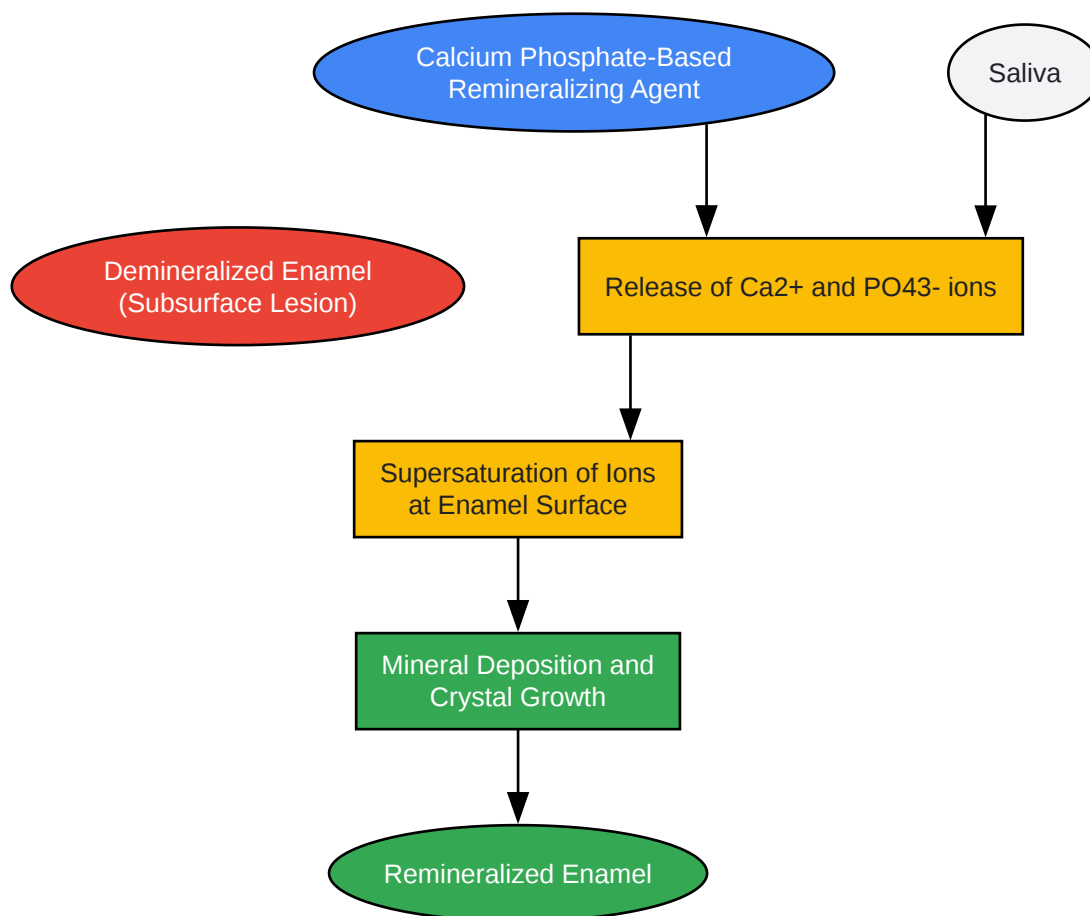 Calcium Phosphate-Based
Remineralizing Agent
Saliva
Demineralized Enamel
(Subsurface Lesion)
Release of Ca2+ and PO43- ions
Supersaturation of Ions
at Enamel Surface
Mineral Deposition and
Crystal Growth
Remineralized Enamel